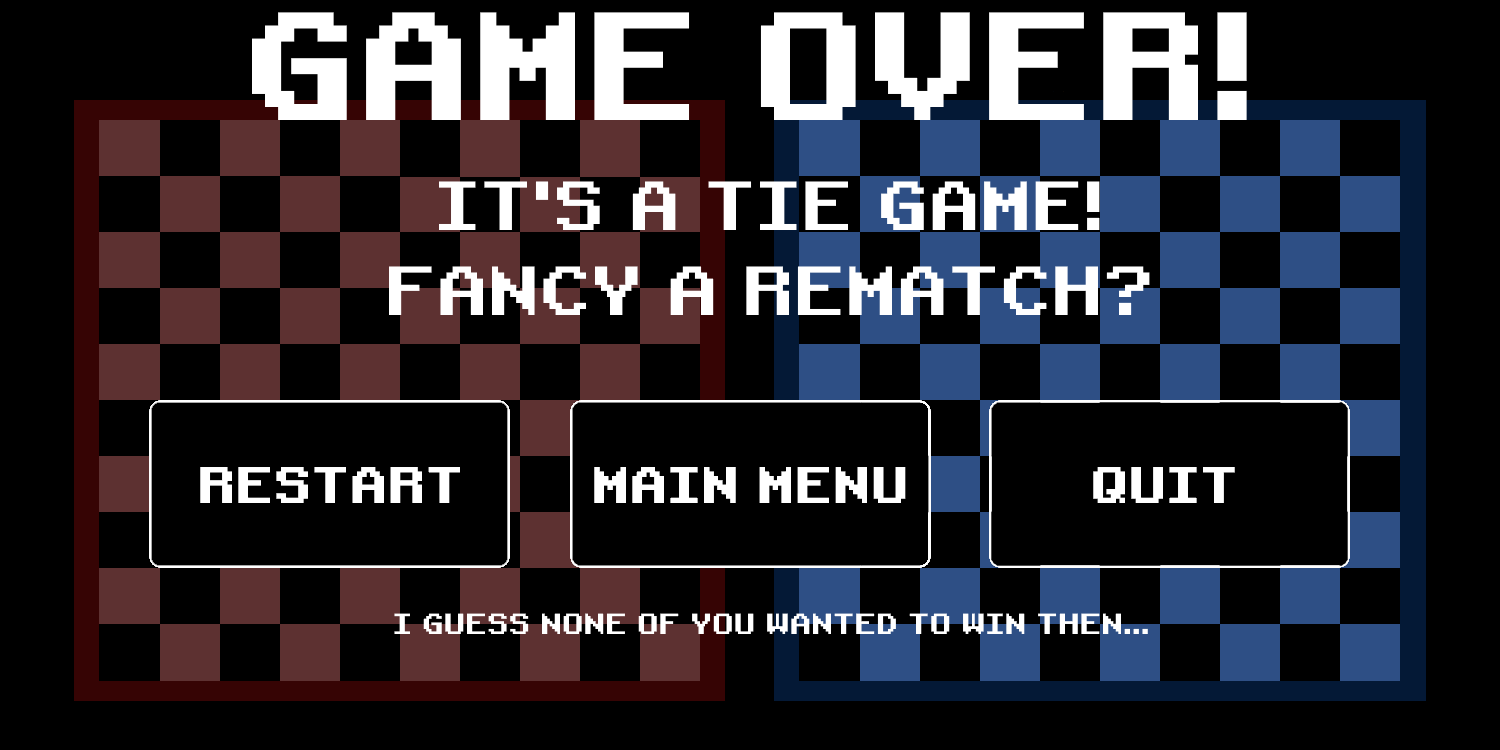 GAME OVER!
IT'S A TIE GAME!
FANCY A REMATCH?
RESTART
MAIN MENU
QUIT
I GUESS NONE OF YOU WANTED TO WIN THEN...